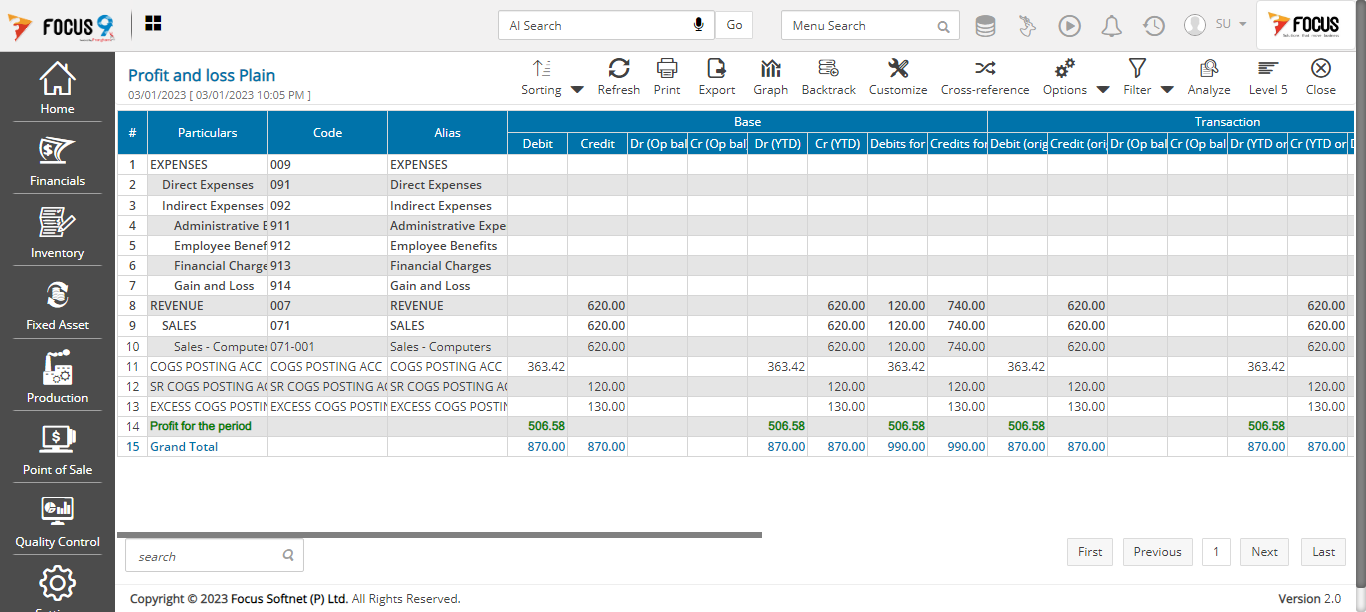 FOCUS 9
AI Search Go Menu Search SU FOCUS
Home
Financials
Inventory
Fixed Asset
Production
Point of Sale
Quality Control
Profit and loss Plain
03/01/2023 [ 03/01/2023 10:05 PM ]
Sorting Refresh Print Export Graph Backtrack Customize Cross-reference Options Filter Analyze Level 5 Close
# Particulars Code Alias Base Transaction
Debit Credit Dr (Op bal Cr (Op bal Dr (YTD) Cr (YTD) Debits for Credits for Debit (orig Credit (ori Dr (Op bal Cr (Op bal Dr (YTD or Cr (YTD or
1 EXPENSES 009 EXPENSES
2 Direct Expenses 091 Direct Expenses
3 Indirect Expenses 092 Indirect Expenses
4 Administrative E 911 Administrative Expe
5 Employee Benef 912 Employee Benefits
6 Financial Charge 913 Financial Charges
7 Gain and Loss 914 Gain and Loss
8 REVENUE 007 REVENUE 620.00 620.00 120.00 740.00 620.00 620.00
9 SALES 071 SALES 620.00 620.00 120.00 740.00 620.00 620.00
10 Sales - Computer 071-001 Sales - Computers 620.00 620.00 120.00 740.00 620.00 620.00
11 COGS POSTING ACC COGS POSTING ACC COGS POSTING ACC 363.42 363.42 363.42 363.42 363.42
12 SR COGS POSTING AC SR COGS POSTING AC SR COGS POSTING AC 120.00 120.00 120.00 120.00 120.00
13 EXCESS COGS POSTIN EXCESS COGS POSTIN EXCESS COGS POSTIN 130.00 130.00 130.00 130.00 130.00
14 Profit for the period 506.58 506.58 506.58 506.58 506.58
15 Grand Total 870.00 870.00 870.00 870.00 990.00 990.00 870.00 870.00 870.00 870.00
search
First Previous 1 Next Last
Copyright © 2023 Focus Softnet (P) Ltd. All Rights Reserved. Version 2.0